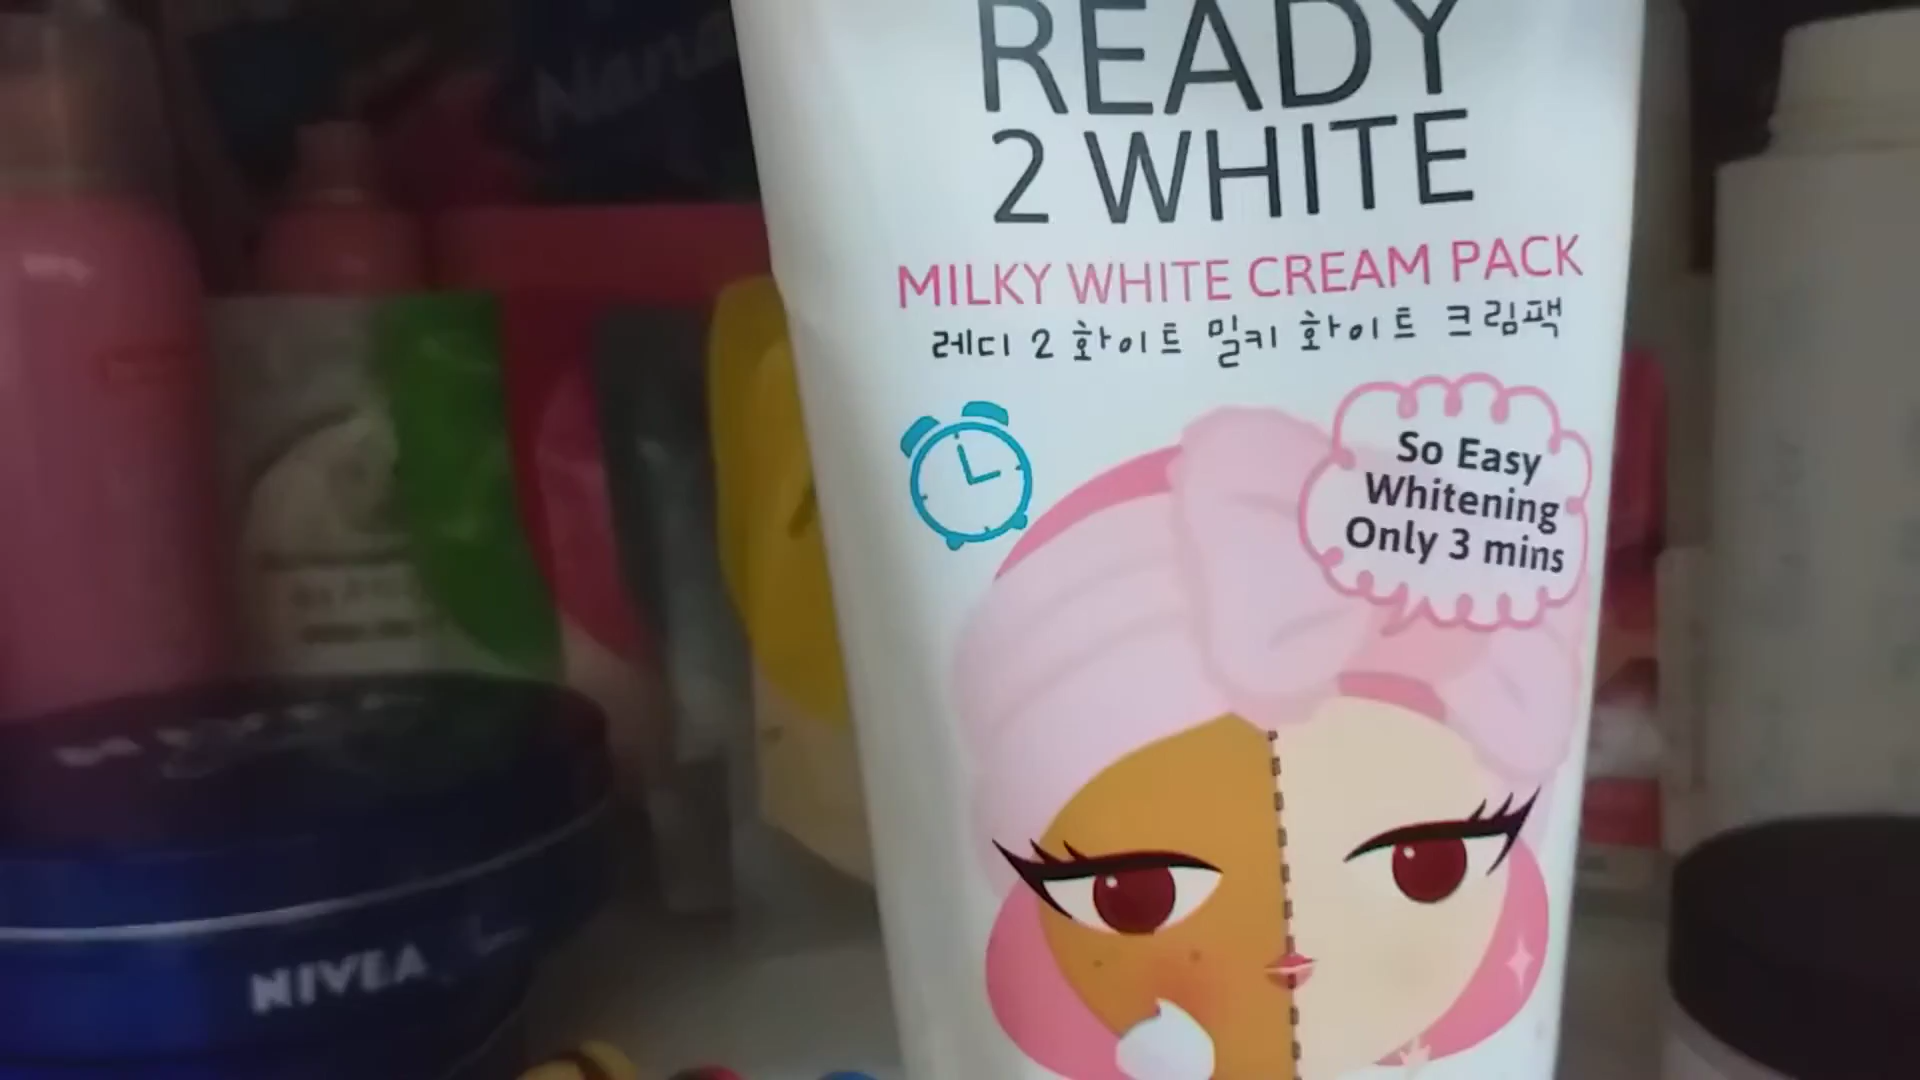 READY
2 WHITE
MILKY WHITE CREAM PACK
레디 2 화이트 밀키 화이트 크림팩
So Easy
Whitening
Only 3 mins
NIVEA